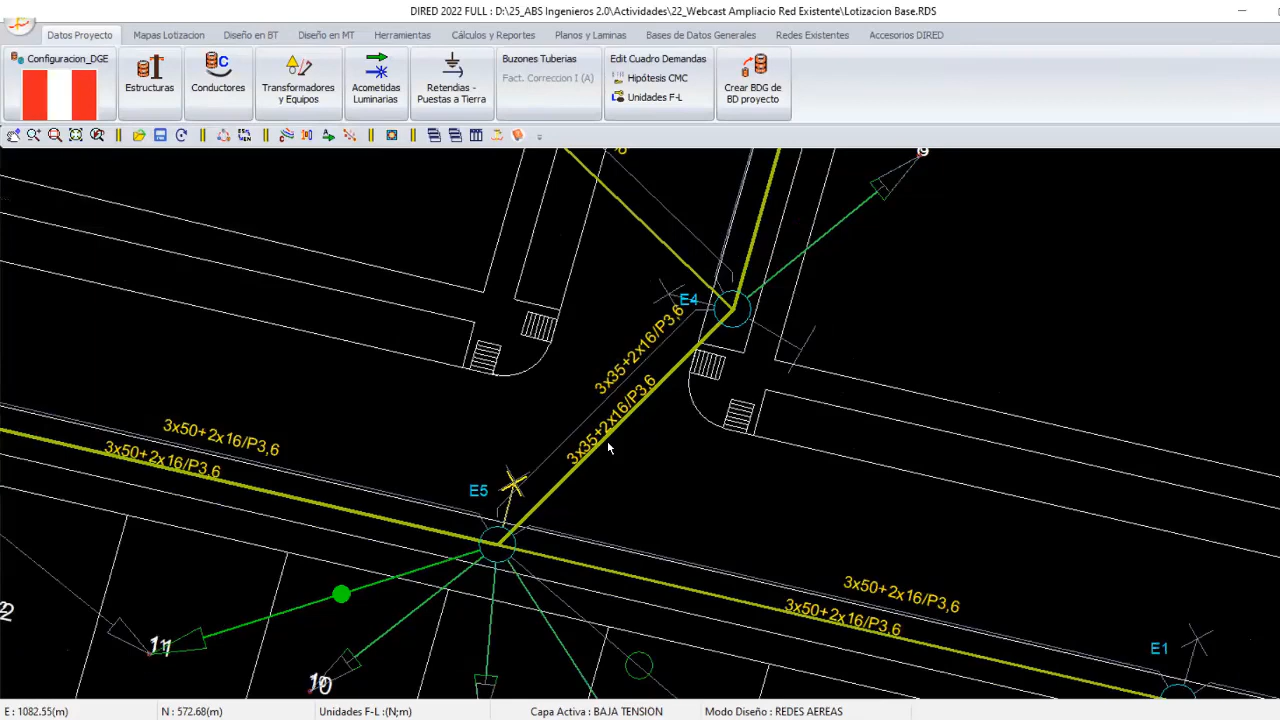 DIRED 2022 FULL : D:\25_ABS Ingenieros 2.0\Actividades\22_Webcast Ampliacio Red Existente\Lotizacion Base.RDS
Datos Proyecto
Mapas Lotizacion
Diseño en BT
Diseño en MT
Herramientas
Cálculos y Reportes
Planos y Laminas
Bases de Datos Generales
Redes Existentes
Accesorios DIRED
Configuracion_DGE
Estructuras
Conductores
Transformadores
y Equipos
Acometidas
Luminarias
Retendias -
Puestas a Tierra
Buzones Tuberias
Fact. Correccion I (A)
Edit Cuadro Demandas
Hipótesis CMC
Unidades F-L
Crear BDG de
BD proyecto
E4
3x35+2x16/P3,6
3x35+2x16/P3,6
3x50+2x16/P3,6
3x50+2x16/P3,6
E5
3x50+2x16/P3,6
3x50+2x16/P3,6
E1
11
10
E : 1082.55(m)
N : 572.68(m)
Unidades F-L :(N;m)
Capa Activa : BAJA TENSION
Modo Diseño : REDES AEREAS